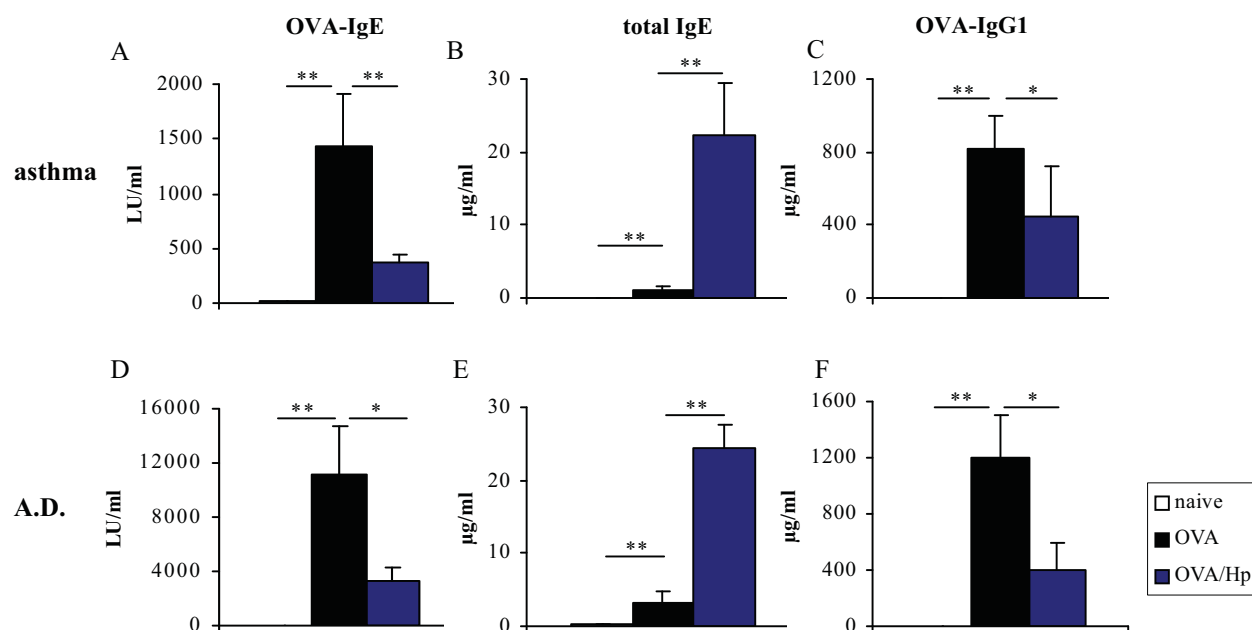 OVA-IgE
total IgE
OVA-IgG1
A
B
C
asthma
LU/ml
2000
1500
1000
500
0
** **
µg/ml
30
20
10
0
**
**
µg/ml
1200
800
400
0
** *
D
E
F
A.D.
LU/ml
16000
12000
8000
4000
0
** *
µg/ml
30
20
10
0
**
**
µg/ml
1600
1200
800
400
0
** *
naive
OVA
OVA/Hp